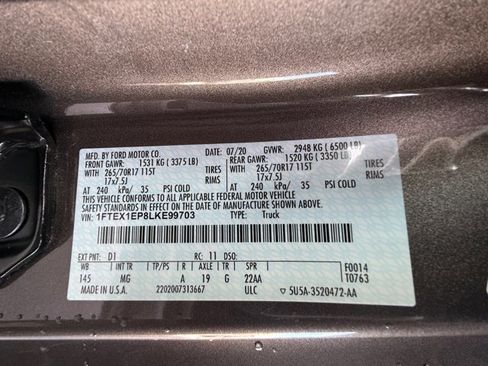 MFD. BY FORD MOTOR CO.
07/20 GVWR: 2948 KG (6500 LB)
FRONT GAWR: 1531 KG (3375 LB) REAR GAWR: 1520 KG (3350 LB)
WITH 265/70R17 115T TIRES WITH 265/70R17 115T TIRES
17x7.5J RIMS 17x7.5J RIMS
AT 240 kPa/ 35 PSI COLD AT 240 kPa/ 35 PSI COLD
THIS VEHICLE CONFORMS TO ALL APPLICABLE FEDERAL MOTOR VEHICLE
SAFETY STANDARDS IN EFFECT ON THE DATE OF MANUFACTURE SHOWN ABOVE.
VIN: 1FTEX1EP8LKE99703 TYPE: Truck
EXT PNT: D1 RC: 11 DSO:
WB INT TR TP/PS R AXLE TR SPR F0014
145 MG A 19 G 22AA T0763
MADE IN U.S.A. 2202007313667 ULC 5U5A-3520472-AA